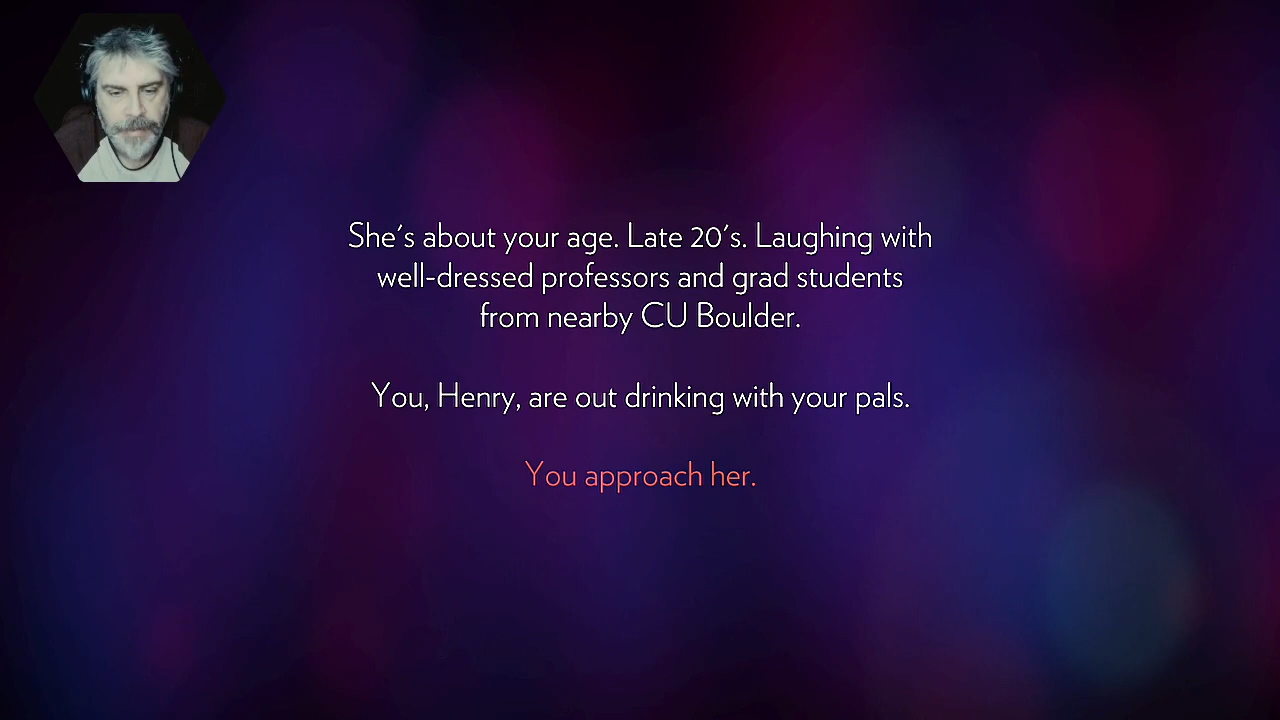 She's about your age. Late 20's. Laughing with
well-dressed professors and grad students
from nearby CU Boulder.
You, Henry, are out drinking with your pals.
You approach her.